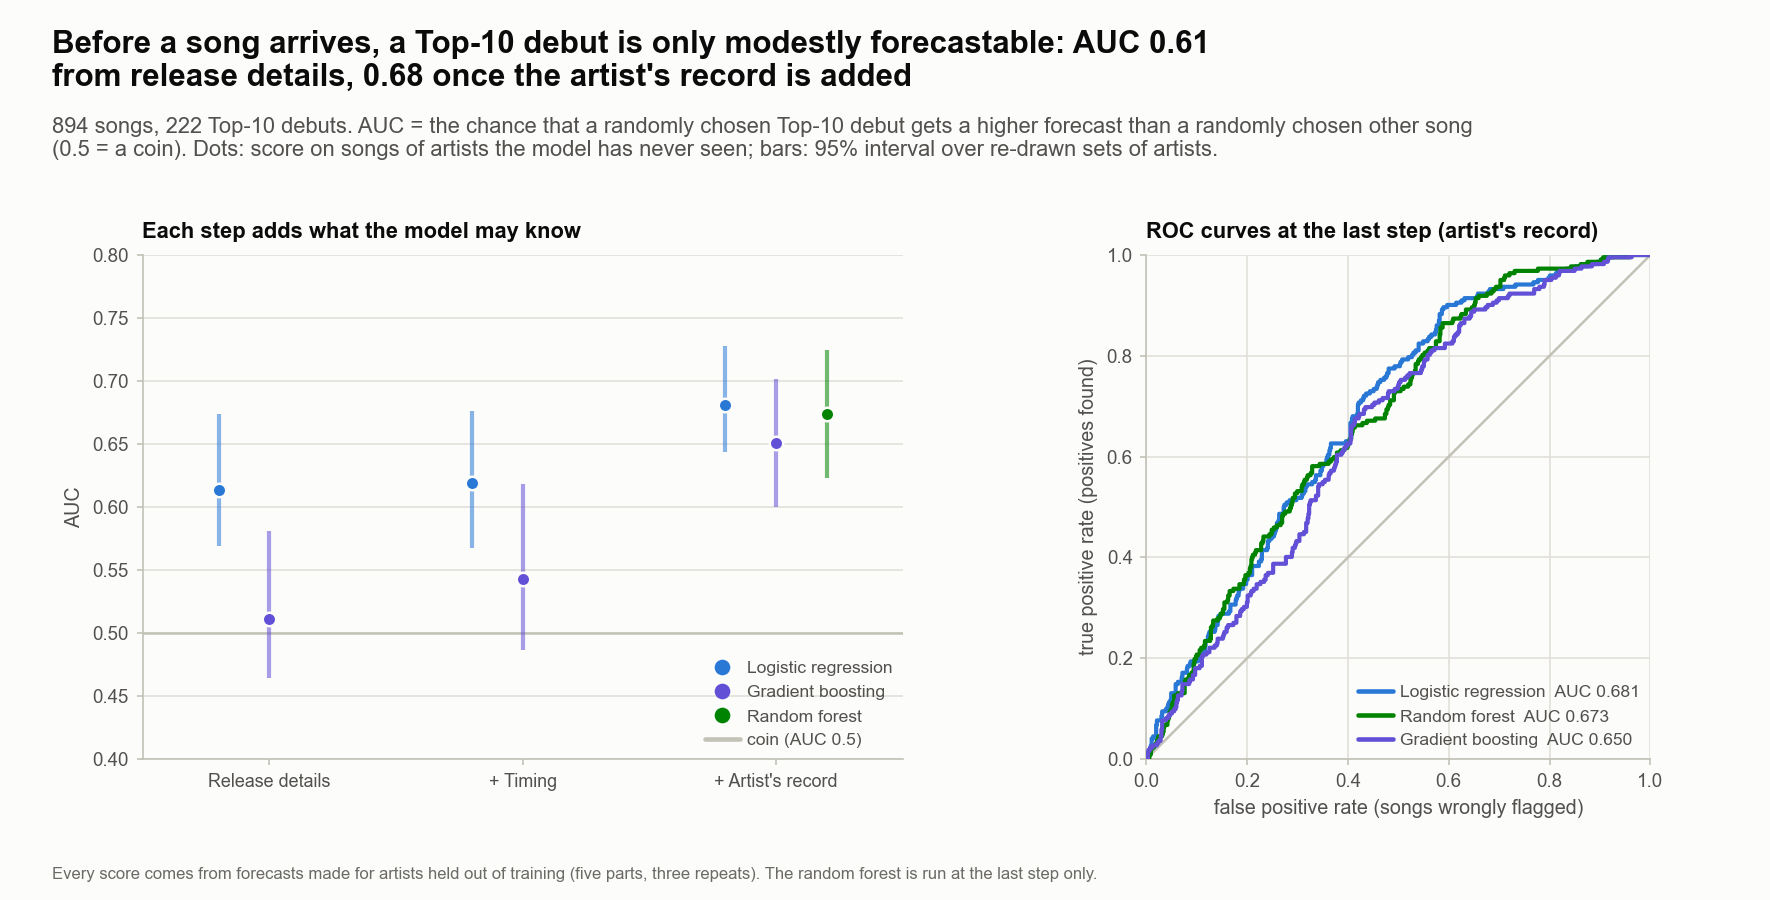 Before a song arrives, a Top-10 debut is only modestly forecastable: AUC 0.61
from release details, 0.68 once the artist's record is added
894 songs, 222 Top-10 debuts. AUC = the chance that a randomly chosen Top-10 debut gets a higher forecast than a randomly chosen other song
(0.5 = a coin). Dots: score on songs of artists the model has never seen; bars: 95% interval over re-drawn sets of artists.
Each step adds what the model may know
0.80
0.75
0.70
0.65
0.60
0.55
0.50
0.45
0.40
AUC
Logistic regression
Gradient boosting
Random forest
coin (AUC 0.5)
Release details
+ Timing
+ Artist's record
ROC curves at the last step (artist's record)
1.0
0.8
0.6
0.4
0.2
0.0
true positive rate (positives found)
Logistic regression AUC 0.681
Random forest AUC 0.673
Gradient boosting AUC 0.650
0.0
0.2
0.4
0.6
0.8
1.0
false positive rate (songs wrongly flagged)
Every score comes from forecasts made for artists held out of training (five parts, three repeats). The random forest is run at the last step only.